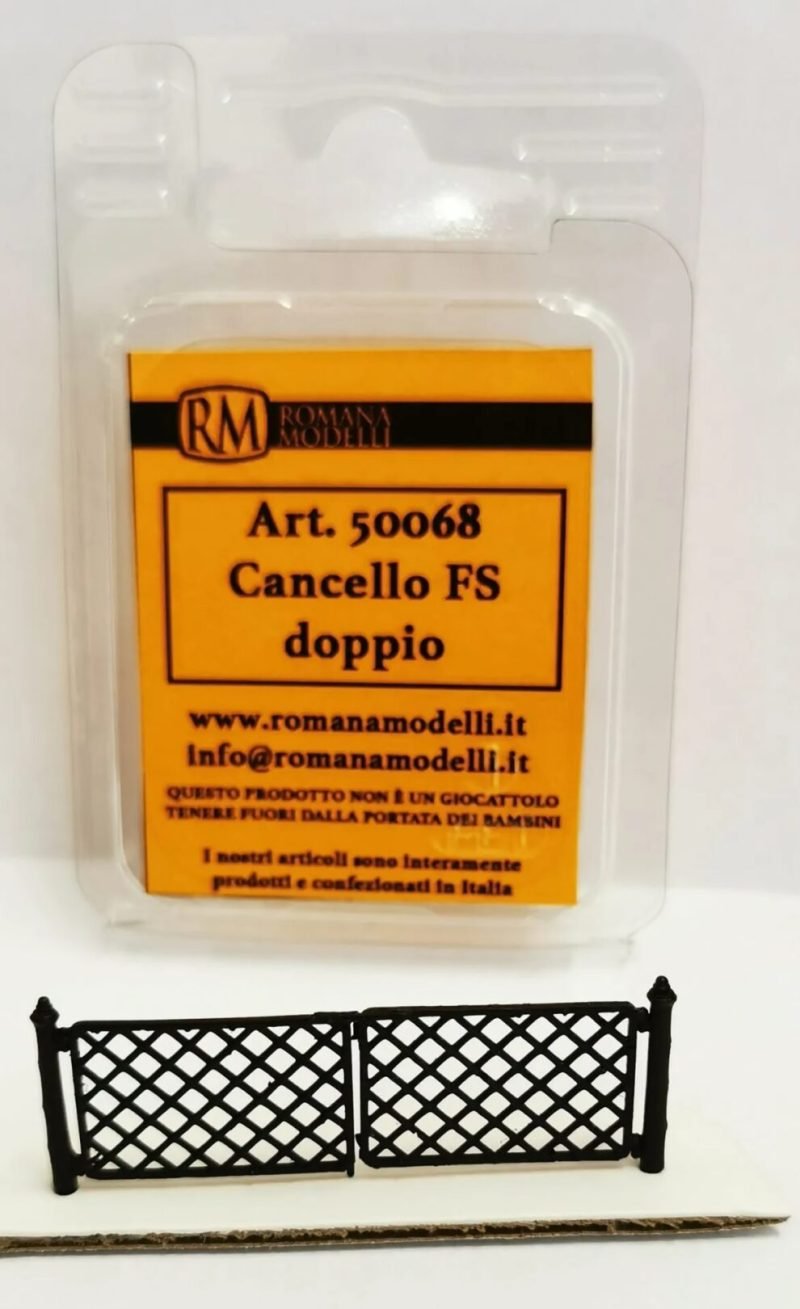 RM
ROMANA
MODELLI
Art. 50068
Cancello FS
doppio
www.romanamodelli.it
info@romanamodelli.it
QUESTO PRODOTTO NON È UN GIOCATTOLO
TENERE FUORI DALLA PORTATA DEI BAMBINI
I nostri articoli sono interamente
prodotti e confezionati in Italia